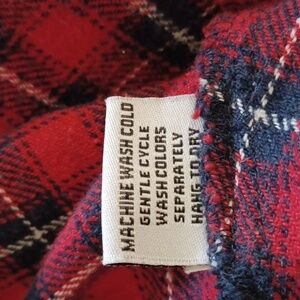 MACHINE WASH COLD
GENTLE CYCLE
WASH COLORS
SEPARATELY
HANG TO DRY